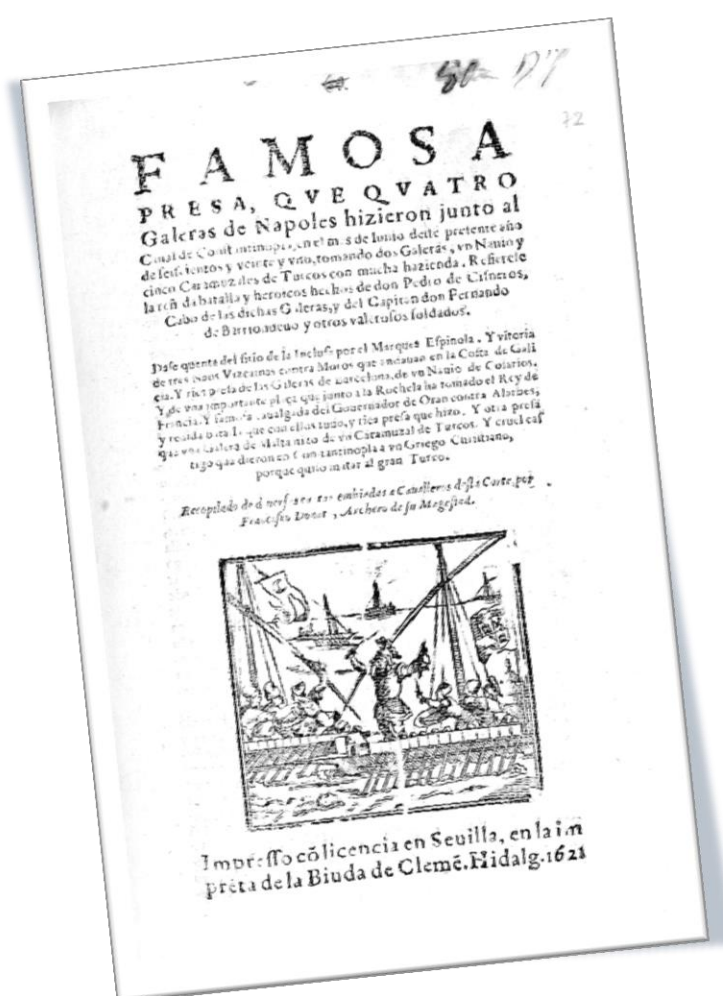 72
FAMOSA
PRESA, QVE QVATRO
Galeras de Napoles hizieron junto al
Canal de Constantinopla, en el mes de Iunio deste presente año
de seiscientos y veinte y vno, tomando dos Galeras, vn Nauio y
cinco Caramuzales de Turcos con mucha hazienda. Refierese
la reñida batalla y heroicos hechos de don Pedro de Cisneros,
Cabo de las dichas Galeras, y del Capitan don Fernando
de y otros valerosos soldados.
Dase quenta del sitio de la Inclusa por el Marques Espinola. Y vitoria
de tres Naos Vizcainas contra Moros que andauan en la Costa de Gali
cia. Y rica presa de las Galeras de Barcelona, de vn Nauio de Cosarios.
Y de vna importante plaça que junto a la Rochela ha tomado el Rey de
Francia. Y famosa caualgada del Gouernador de Oran contra Alarbes,
y reñida que con ellos tuuo, y rica presa que hizo. Y otra presa
que vna Galera de Malta hizo de vn Caramuzal de Turcos. Y cruel cas
tigo que dieron en Constantinopla a vn Griego Christiano,
porque quiso matar al gran Turco.
Recopilado de diuersas cartas embiadas a Caualleros desta Corte, por
Francisco , Archero de su Magestad.
Impresso cõ licencia en Seuilla, en la im
prẽta de la Biuda de Clemẽ. Hidalg. 1621